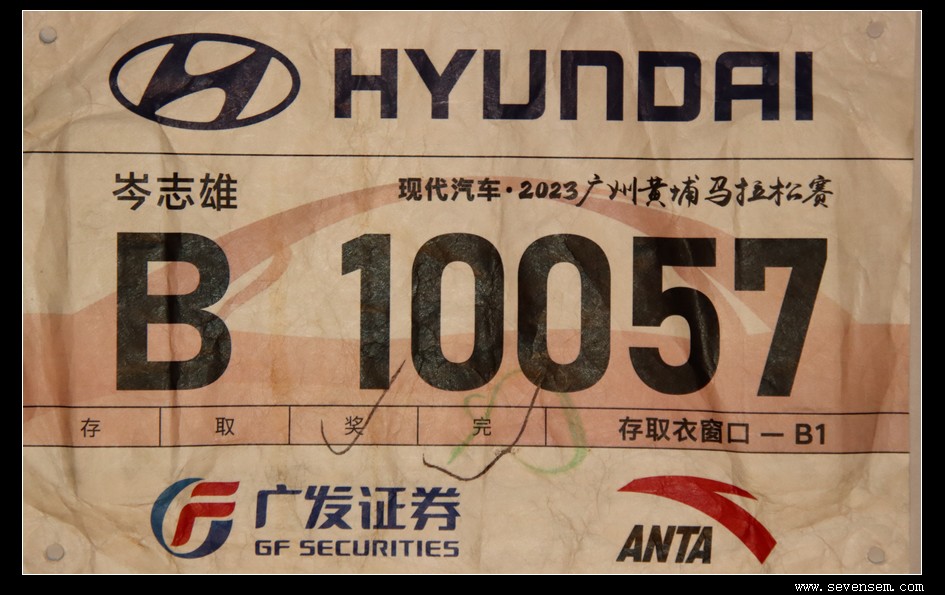 HYUNDAI
岑志雄 现代汽车·2023广州黄埔马拉松赛
B 10057
存 取 奖 完 存取衣窗口 — B1
广发证券
GF SECURITIES
ANTA
www.sevensem.com